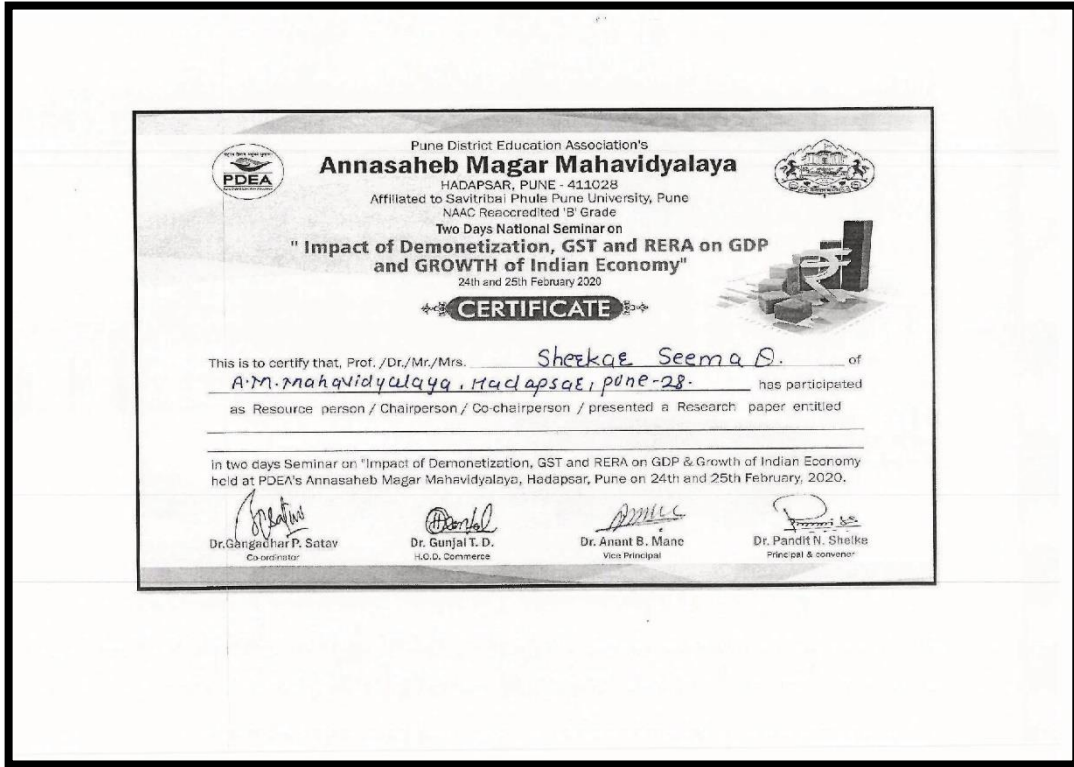 Pune District Education Association's
Annasaheb Magar Mahavidyalaya
HADAPSAR, PUNE - 411028
Affiliated to Savitribai Phule Pune University, Pune
NAAC Reaccredited 'B' Grade
Two Days National Seminar on
" Impact of Demonetization, GST and RERA on GDP
and GROWTH of Indian Economy"
24th and 25th February 2020
CERTIFICATE
PDEA
This is to certify that, Prof. /Dr./Mr./Mrs. Sheekae Seema D. of
A.M. Mahavidyalaya, Hadapsae, pune-28. has participated
as Resource person / Chairperson / Co-chairperson / presented a Research paper entitled
in two days Seminar on "Impact of Demonetization, GST and RERA on GDP & Growth of Indian Economy
held at PDEA's Annasaheb Magar Mahavidyalaya, Hadapsar, Pune on 24th and 25th February, 2020.
Dr.Gangadhar P. Satav Dr. Gunjal T. D. Dr. Anant B. Mane Dr. Pandit N. Shelke
Co-ordinator H.O.D. Commerce Vice Principal Principal & convenor